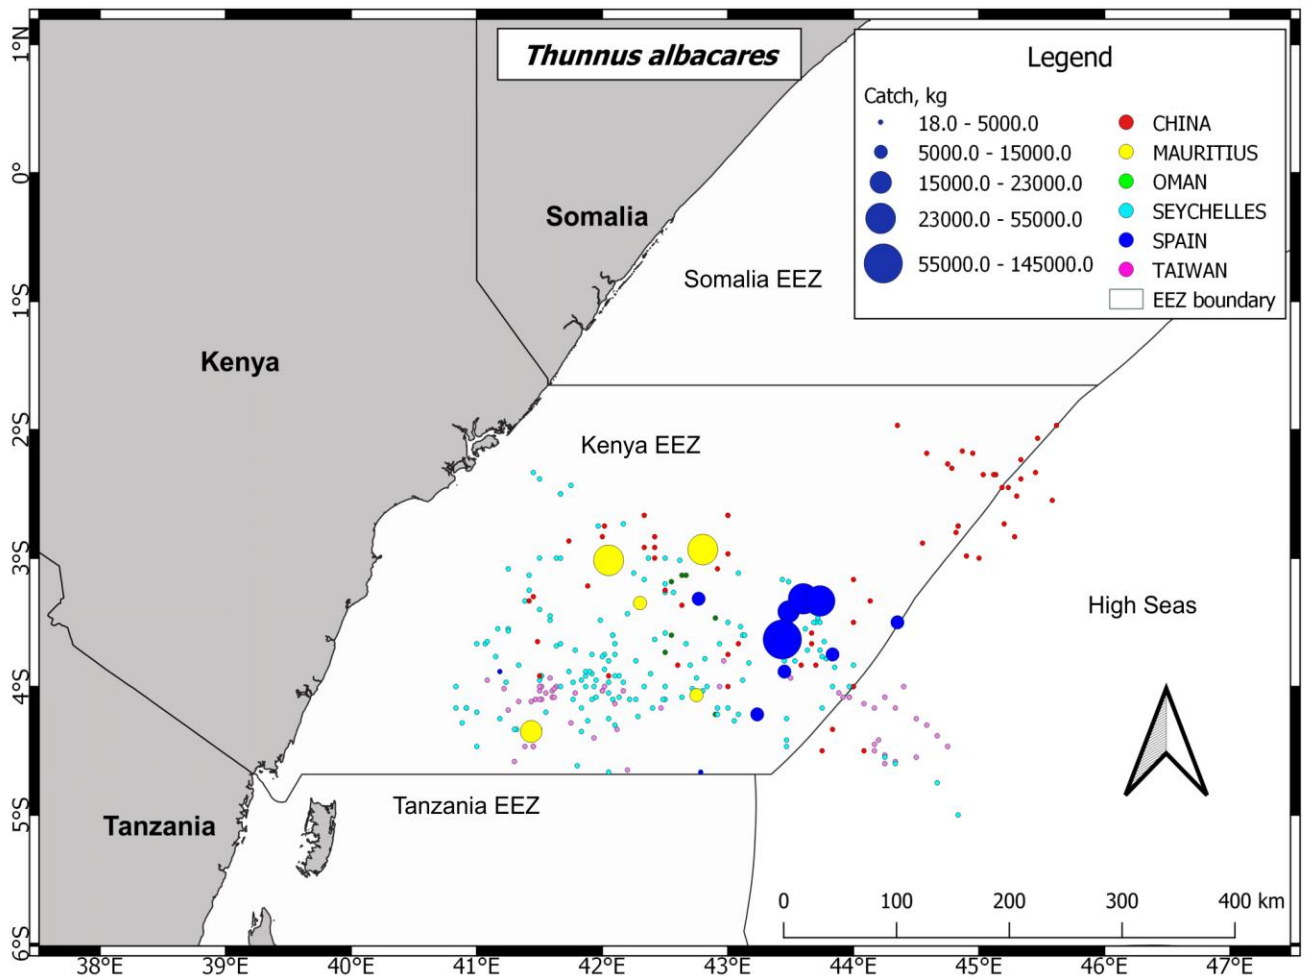 Thunnus albacares
Legend
Catch, kg
18.0 - 5000.0
5000.0 - 15000.0
15000.0 - 23000.0
23000.0 - 55000.0
55000.0 - 145000.0
CHINA
MAURITIUS
OMAN
SEYCHELLES
SPAIN
TAIWAN
EEZ boundary
Somalia
Somalia EEZ
Kenya
Kenya EEZ
High Seas
Tanzania EEZ
Tanzania
0 100 200 300 400 km
1°N
0°
1°S
2°S
3°S
4°S
5°S
6°S
38°E 39°E 40°E 41°E 42°E 43°E 44°E 45°E 46°E 47°E